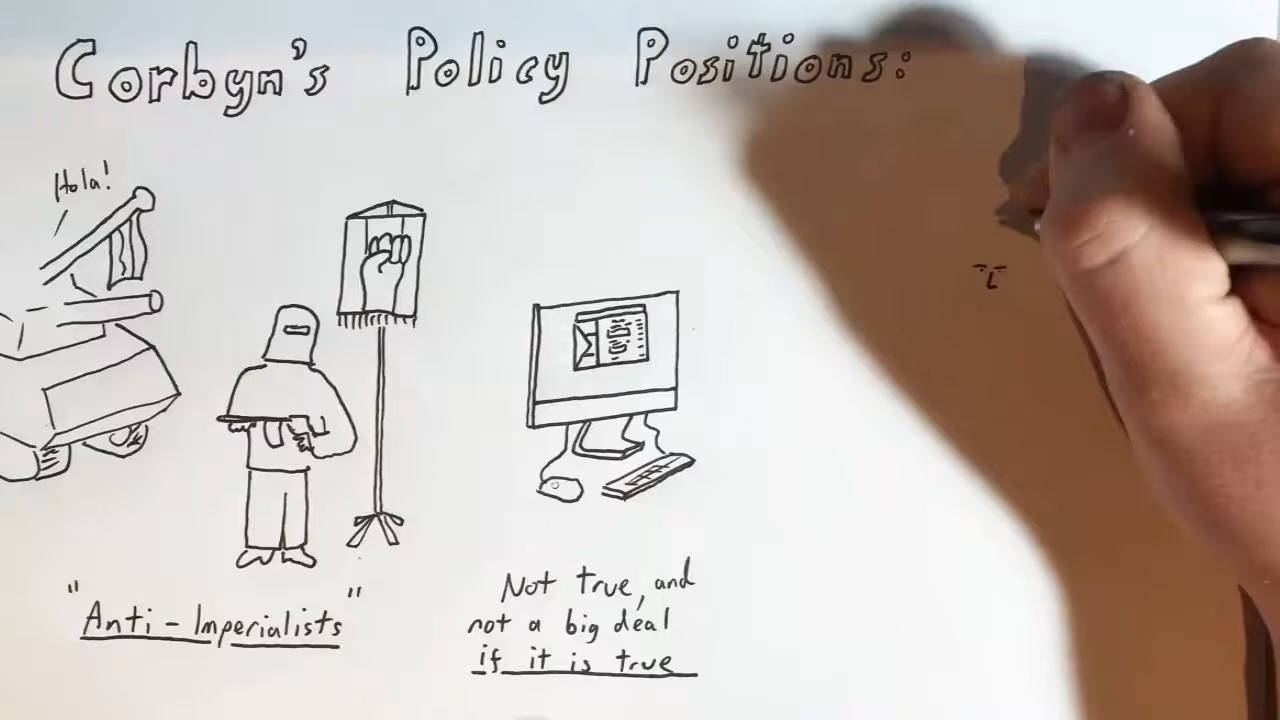 Corbyn's Policy Positions:
Hola!
"Anti-Imperialists"
Not true, and
not a big deal
if it is true